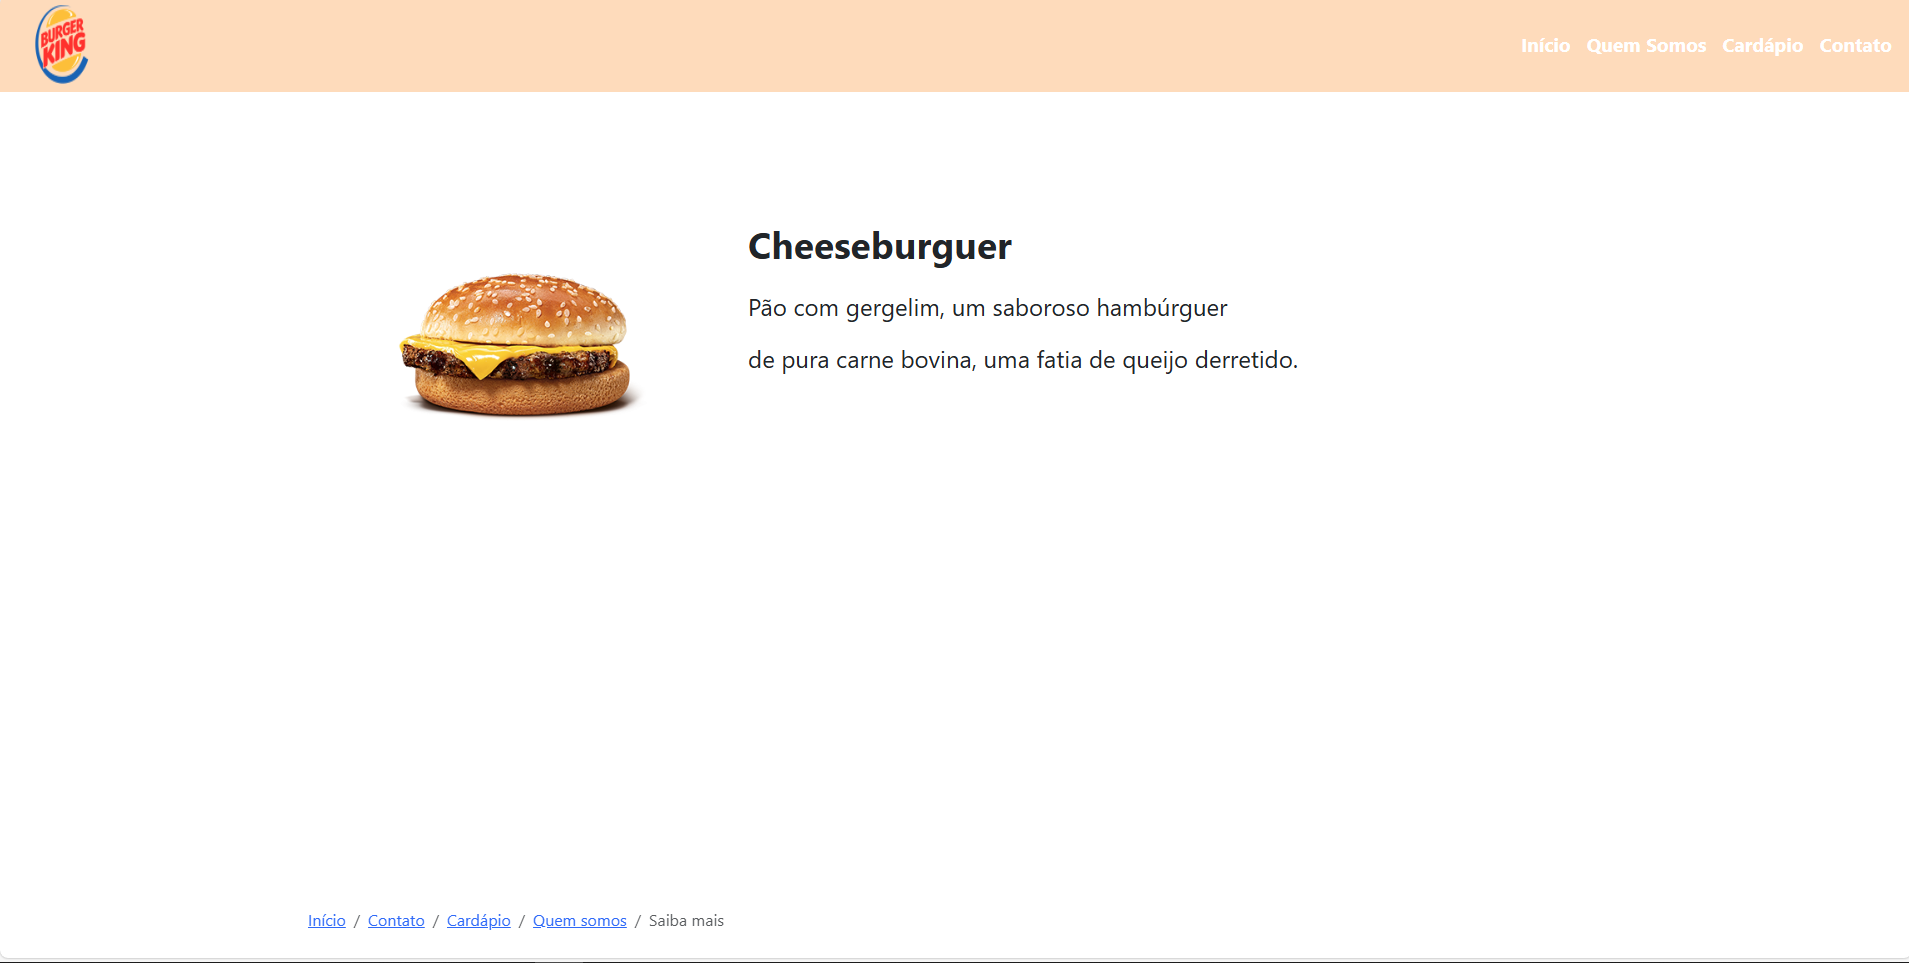 BURGER
KING
Início Quem Somos Cardápio Contato
Cheeseburguer
Pão com gergelim, um saboroso hambúrguer
de pura carne bovina, uma fatia de queijo derretido.
Início / Contato / Cardápio / Quem somos / Saiba mais